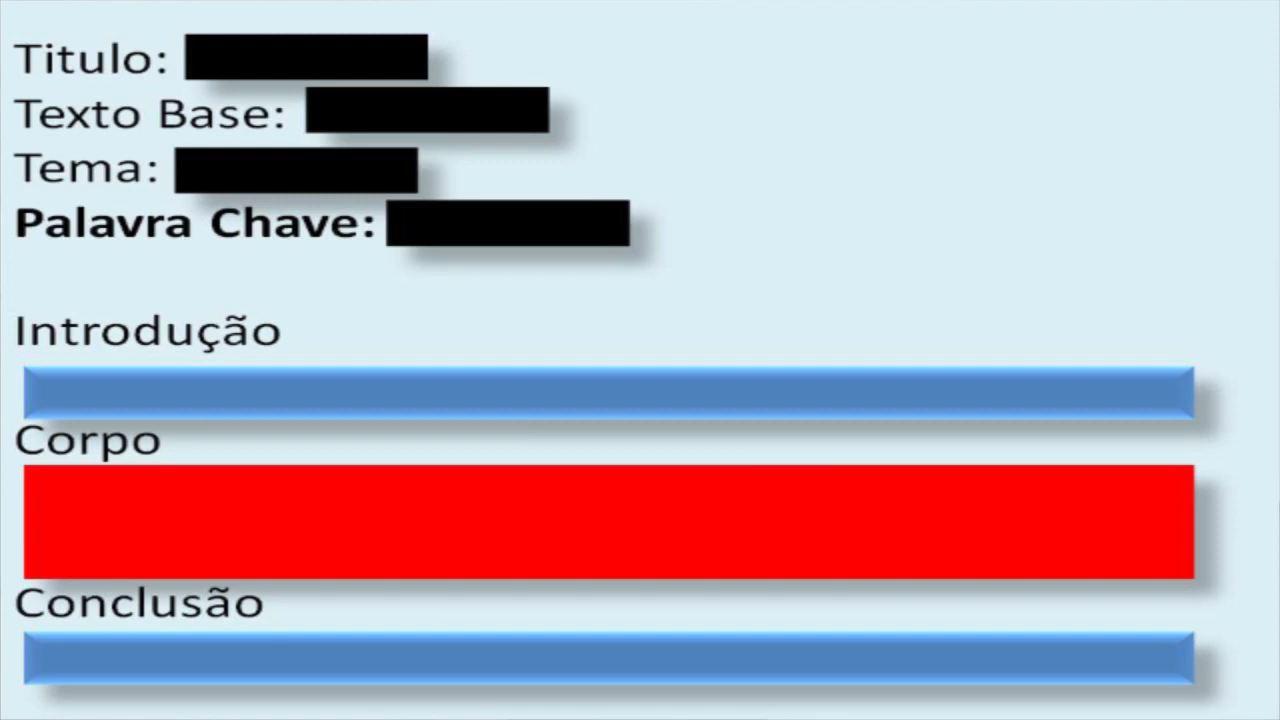 Titulo:
Texto Base:
Tema:
Palavra Chave:
Introdução
Corpo
Conclusão